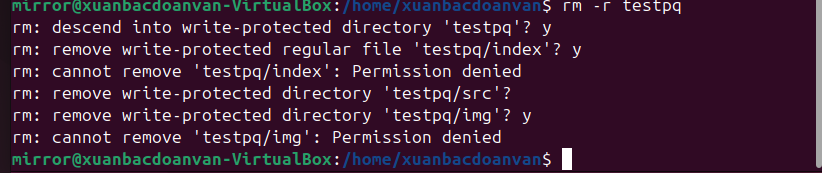 mirror@xuanbacdoanvan-VirtualBox:/home/xuanbacdoanvan$ rm -r testpq
rm: descend into write-protected directory 'testpq'? y
rm: remove write-protected regular file 'testpq/index'? y
rm: cannot remove 'testpq/index': Permission denied
rm: remove write-protected directory 'testpq/src'?
rm: remove write-protected directory 'testpq/img'? y
rm: cannot remove 'testpq/img': Permission denied
mirror@xuanbacdoanvan-VirtualBox:/home/xuanbacdoanvan$